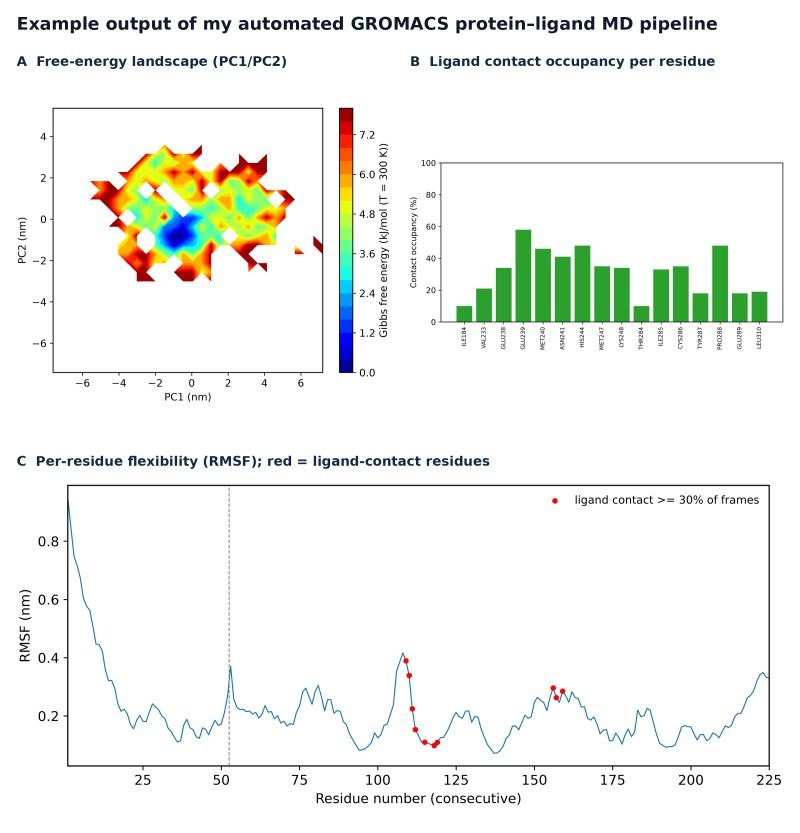 Example output of my automated GROMACS protein–ligand MD pipeline
A Free-energy landscape (PC1/PC2)
B Ligand contact occupancy per residue
4
2
0
−2
−4
−6
PC2 (nm)
−6 −4 −2 0 2 4 6
PC1 (nm)
7.2
6.0
4.8
3.6
2.4
1.2
0.0
Gibbs free energy (kJ/mol (T = 300 K))
100
80
60
40
20
0
Contact occupancy (%)
ILE184 VAL233 GLU238 GLU239 MET240 ASN241 HIS244 MET247 LYS248 THR284 ILE285 CYS286 TYR287 PRO288 GLU289 LEU310
C Per-residue flexibility (RMSF); red = ligand-contact residues
ligand contact >= 30% of frames
0.8
0.6
0.4
0.2
RMSF (nm)
25 50 75 100 125 150 175 200 225
Residue number (consecutive)